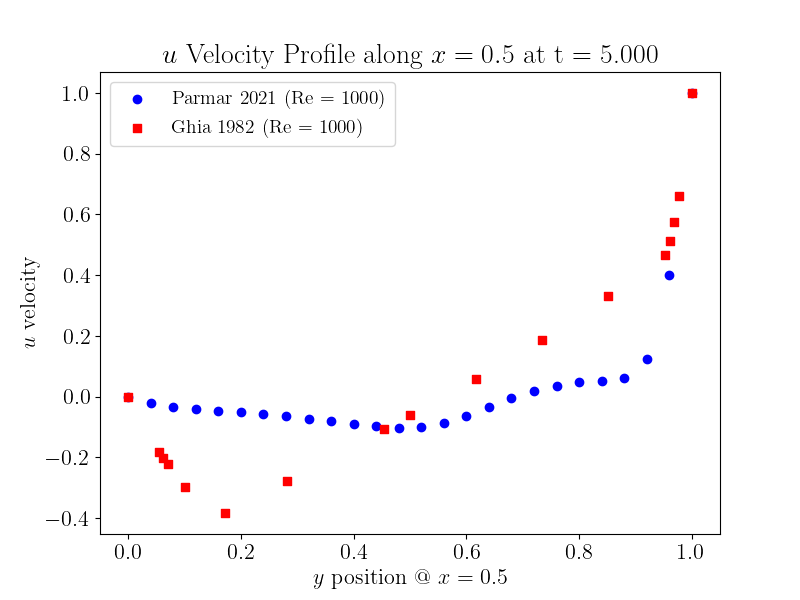 u Velocity Profile along x = 0.5 at t = 5.000
Parmar 2021 (Re = 1000)
Ghia 1982 (Re = 1000)
1.0
0.8
0.6
0.4
0.2
0.0
−0.2
−0.4
u velocity
0.0 0.2 0.4 0.6 0.8 1.0
y position @ x = 0.5